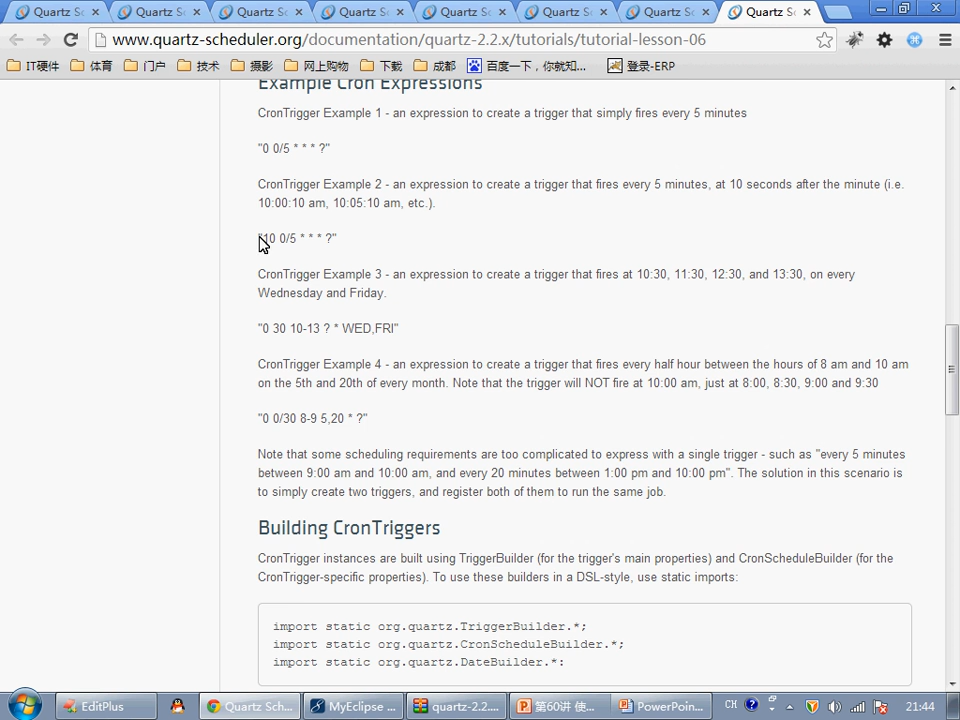 Quartz Sc
Quartz Sc
Quartz Sc
Quartz Sc
Quartz Sc
Quartz Sc
Quartz Sc
Quartz Sc
www.quartz-scheduler.org/documentation/quartz-2.2.x/tutorials/tutorial-lesson-06
IT硬件 体育 门户 技术 摄影 网上购物 下载 成都 百度一下，你就知... 登录-ERP
Example Cron Expressions
CronTrigger Example 1 - an expression to create a trigger that simply fires every 5 minutes
"0 0/5 * * * ?"
CronTrigger Example 2 - an expression to create a trigger that fires every 5 minutes, at 10 seconds after the minute (i.e.
10:00:10 am, 10:05:10 am, etc.).
"10 0/5 * * * ?"
CronTrigger Example 3 - an expression to create a trigger that fires at 10:30, 11:30, 12:30, and 13:30, on every
Wednesday and Friday.
"0 30 10-13 ? * WED,FRI"
CronTrigger Example 4 - an expression to create a trigger that fires every half hour between the hours of 8 am and 10 am
on the 5th and 20th of every month. Note that the trigger will NOT fire at 10:00 am, just at 8:00, 8:30, 9:00 and 9:30
"0 0/30 8-9 5,20 * ?"
Note that some scheduling requirements are too complicated to express with a single trigger - such as "every 5 minutes
between 9:00 am and 10:00 am, and every 20 minutes between 1:00 pm and 10:00 pm". The solution in this scenario is
to simply create two triggers, and register both of them to run the same job.
Building CronTriggers
CronTrigger instances are built using TriggerBuilder (for the trigger's main properties) and CronScheduleBuilder (for the
CronTrigger-specific properties). To use these builders in a DSL-style, use static imports:
import static org.quartz.TriggerBuilder.*;
import static org.quartz.CronScheduleBuilder.*;
import static org.quartz.DateBuilder.*:
EditPlus Quartz Sch... MyEclipse ... quartz-2.2.... 第60讲 使... PowerPoin... CH 21:44